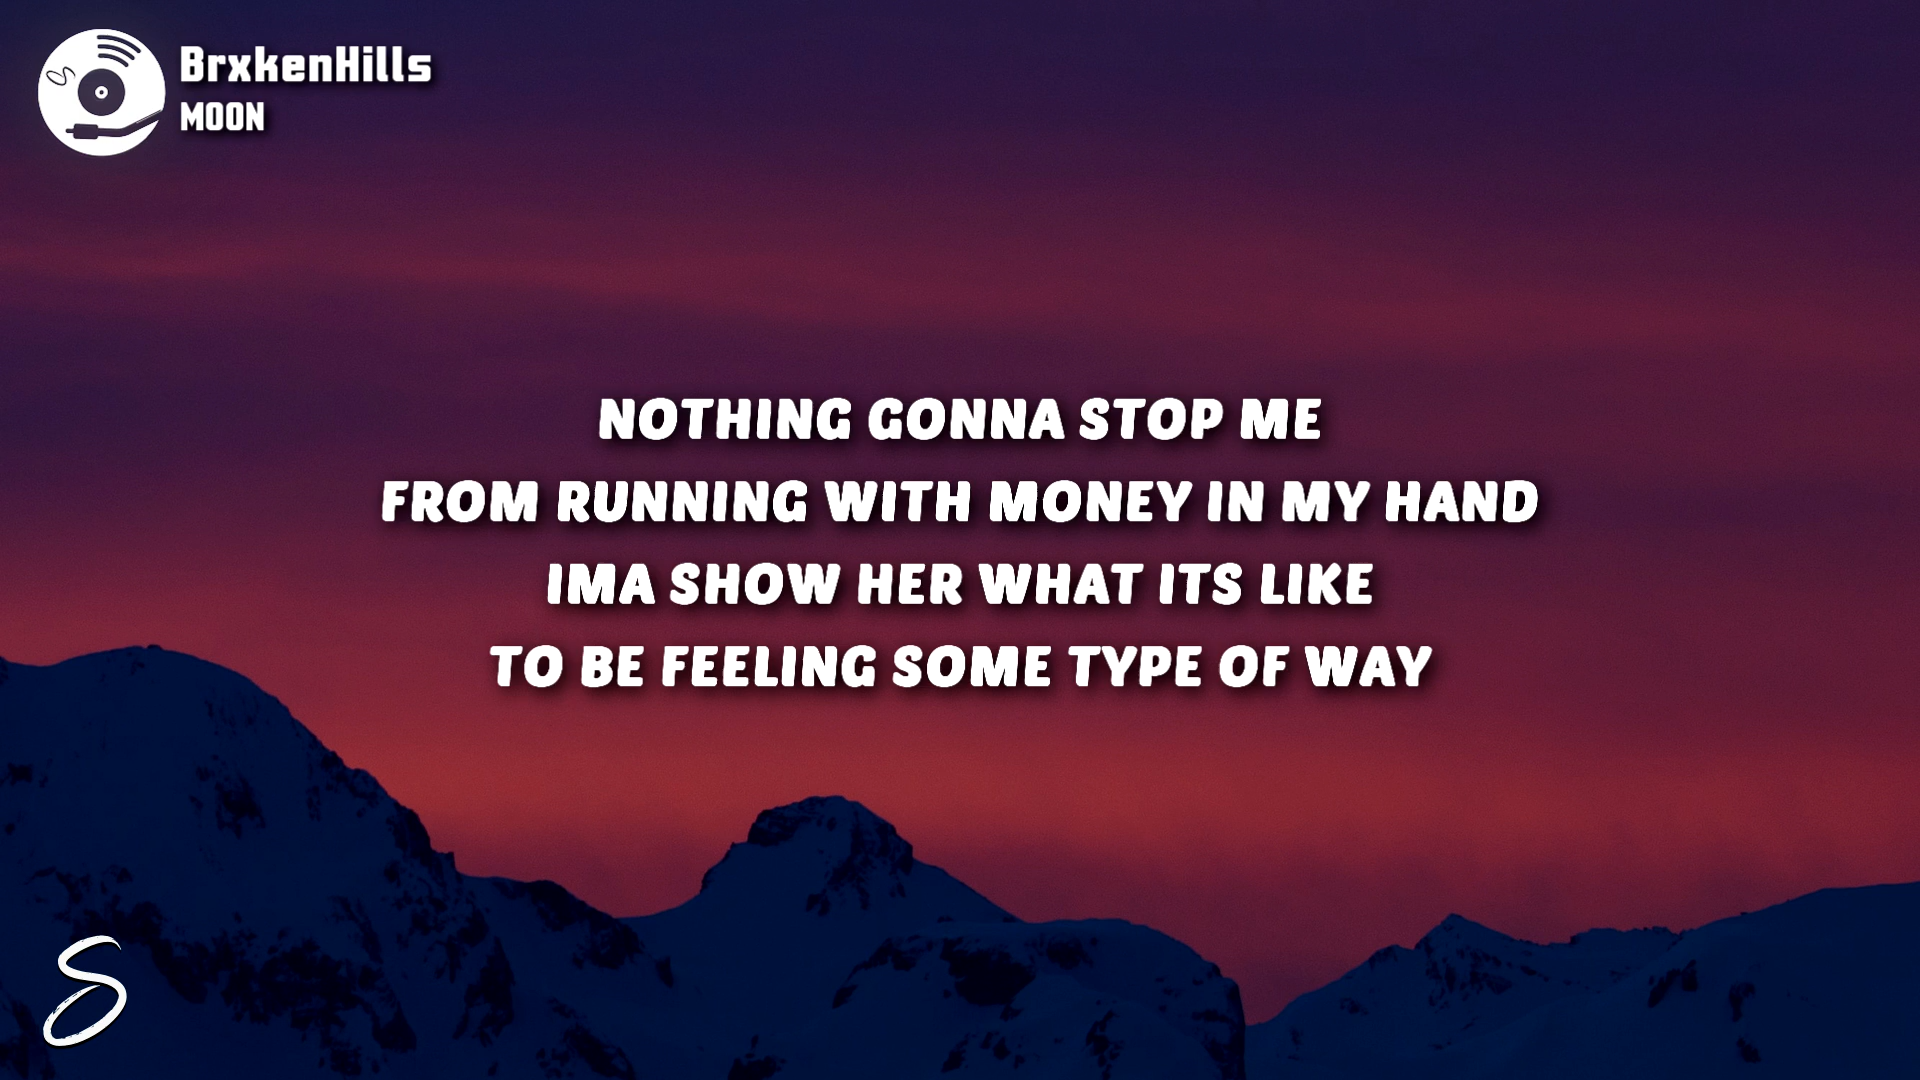 BrxkenHills
MOON
NOTHING GONNA STOP ME
FROM RUNNING WITH MONEY IN MY HAND
IMA SHOW HER WHAT ITS LIKE
TO BE FEELING SOME TYPE OF WAY
S